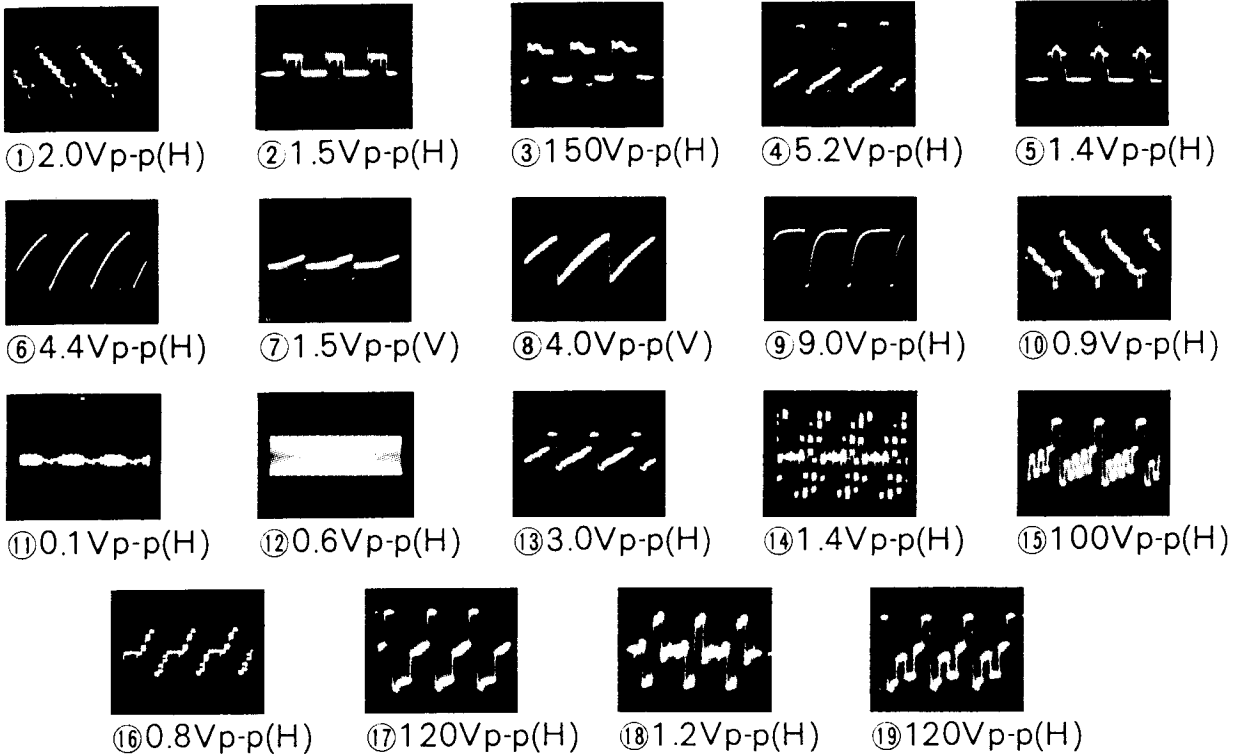 ①2.0Vp-p(H) ②1.5Vp-p(H) ③150Vp-p(H) ④5.2Vp-p(H) ⑤1.4Vp-p(H)
⑥4.4Vp-p(H) ⑦1.5Vp-p(V) ⑧4.0Vp-p(V) ⑨9.0Vp-p(H) ⑩0.9Vp-p(H)
⑪0.1Vp-p(H) ⑫0.6Vp-p(H) ⑬3.0Vp-p(H) ⑭1.4Vp-p(H) ⑮100Vp-p(H)
⑯0.8Vp-p(H) ⑰120Vp-p(H) ⑱1.2Vp-p(H) ⑲120Vp-p(H)